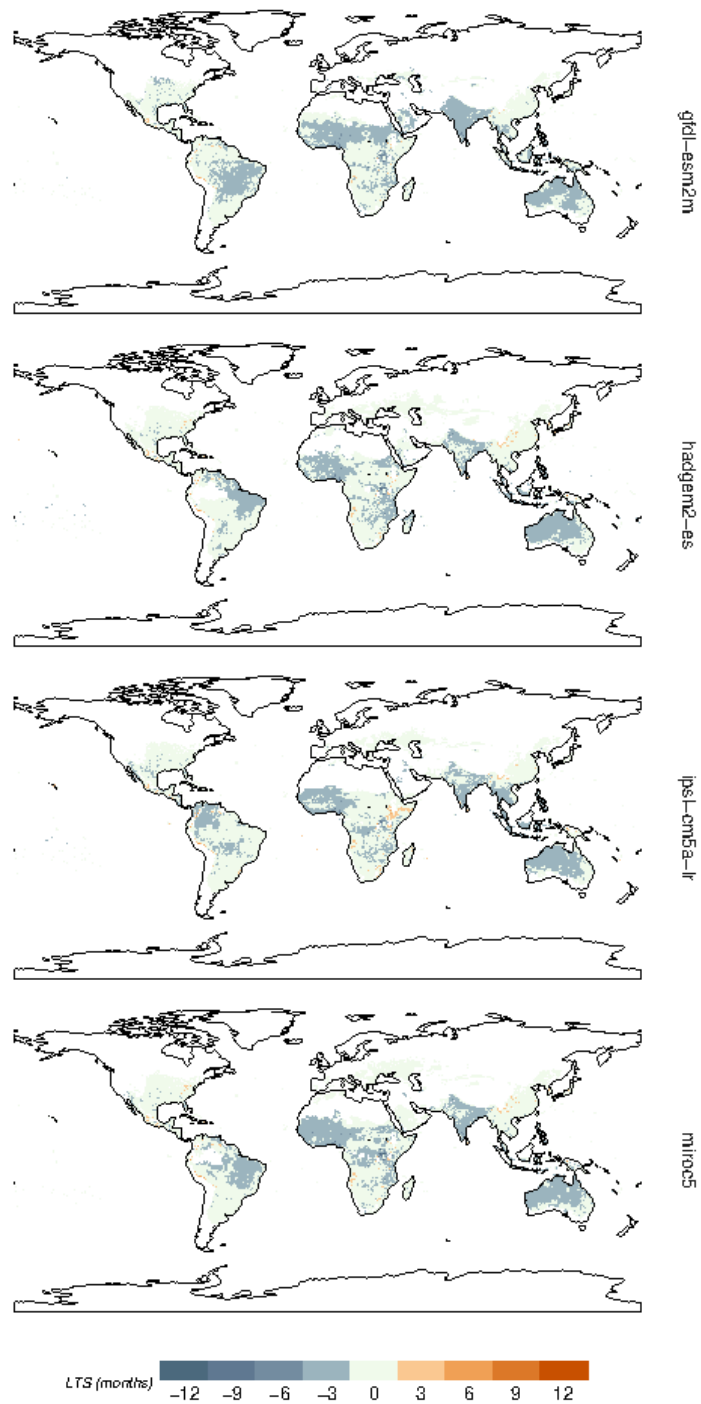 gfdl-esm2m
hadgem2-es
ipsl-cm5a-lr
miroc5
LTS (months) -12 -9 -6 -3 0 3 6 9 12